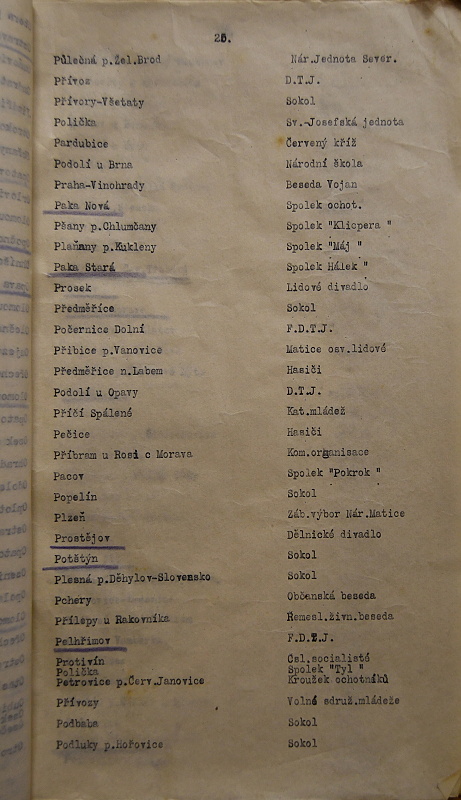 26.
Půlečná p.Žel.Brod Nár.Jednota Sever.
Přívoz D.T.J.
Přívory-Všetaty Sokol
Polička Sv.-Josefská jednota
Pardubice Červený kříž
Podolí u Brna Národní škola
Praha-Vinohrady Beseda Vojan
Paka Nová Spolek ochot.
Pšany p.Chlumčany Spolek "Klicpera "
Plaňany p.Kukleny Spolek "Máj "
Paka Stará Spolek Hálek "
Prosek Lidové divadlo
Předměříce Sokol
Počernice Dolní F.D.T.J.
Přibice p.Vanovice Matice osv.lidové
Předměřice n.Labem Hasiči
Podolí u Opavy D.T.J.
Příčí Spálené Kat.mládež
Pečice Hasiči
Příbram u Rosi c Morava Kom.organisace
Pacov Spolek "Pokrok "
Popelín Sokol
Plzeň Záb.výbor Nár.Matice
Prostějov Dělnické divadlo
Potětýn Sokol
Plesná p.Děhylov-Slovensko Sokol
Pchery Občanská beseda
Přílepy u Rakovníka Řemesl.živn.beseda
Pelhřimov F.D.T.J.
Protivín Čsl.socialisté
Polička Spolek "Tyl "
Petrovice p.Červ.Janovice Kroužek ochotníků
Přívozy Volné sdruž.mládeže
Podbaba Sokol
Podluky p.Hořovice Sokol